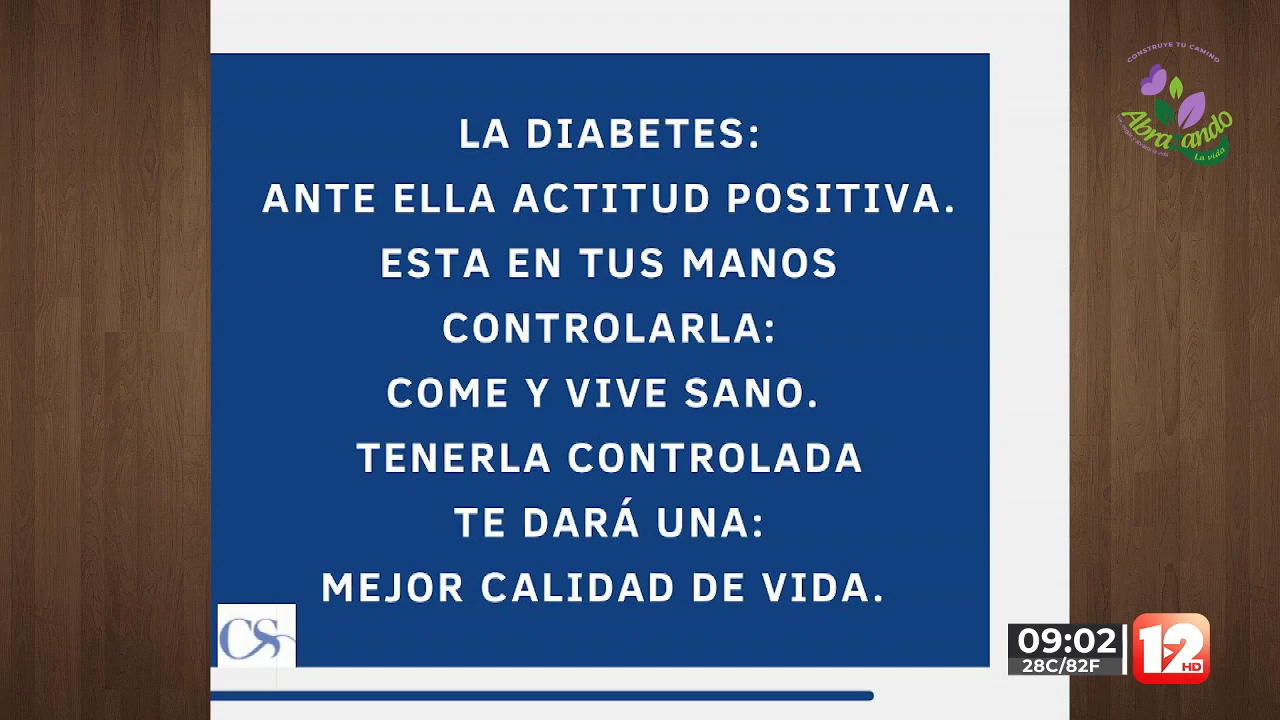 CONSTRUYE TU CAMINO
Abrazando
La vida
LA DIABETES:
ANTE ELLA ACTITUD POSITIVA.
ESTA EN TUS MANOS
CONTROLARLA:
COME Y VIVE SANO.
TENERLA CONTROLADA
TE DARÁ UNA:
MEJOR CALIDAD DE VIDA.
CS
09:02
28C/82F
12
HD